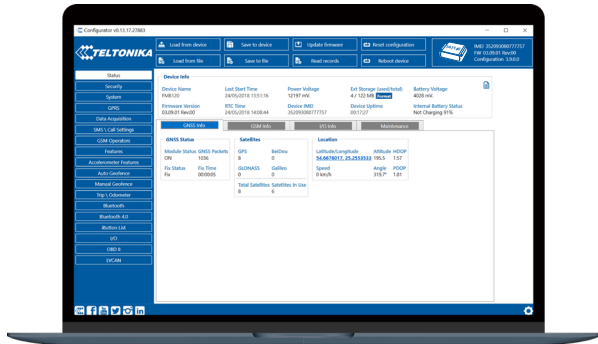 Configurator v0.13.17.27883
TELTONIKA
Load from device
Save to device
Update firmware
Reset configuration
Load from file
Save to file
Read records
Reboot device
IMEI 352093080777757
FW 03.09.01 Rev:00
Configuration 1.9.0.0
Status
Security
System
GPRS
Data Acquisition
SMS \ Call Settings
GSM Operators
Features
Accelerometer Features
Auto Geofence
Manual Geofence
Trip \ Odometer
Bluetooth
Bluetooth 4.0
iButton List
I/O
OBD II
LVCAN
Device Info
Device Name
FMB120
Last Start Time
24/05/2018 13:51:16
Power Voltage
12197 mV.
Ext Storage (used/total)
4 / 122 MB Format
Battery Voltage
4028 mV.
Firmware Version
03.09.01 Rev:00
RTC Time
24/05/2018 14:08:44
Device IMEI
352093080777757
Device Uptime
00:17:27
Internal Battery Status
Not Charging 91%
GNSS Info
GSM Info
I/O Info
Maintenance
GNSS Status
Module Status GNSS Packets
ON 1036
Fix Status Fix Time
Fix 00:00:05
Satellites
GPS BeiDou
8 0
GLONASS Galileo
0 0
Total Satellites Satellites In Use
8 6
Location
Latitude/Longitude Altitude HDOP
54.6678017, 25.2553533 195.5 1.57
Speed Angle PDOP
0 km/h 319.7° 1.81